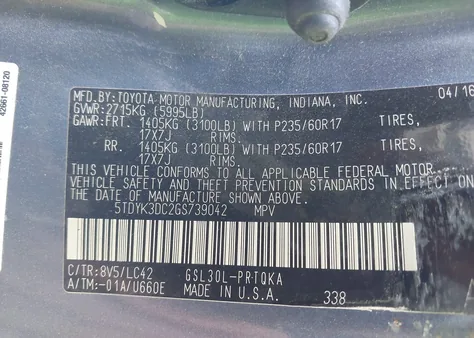 42661-08120
MFD.BY:TOYOTA MOTOR MANUFACTURING, INDIANA, INC. 04/16
GVWR:2715KG (5995LB)
GAWR:FRT. 1405KG (3100LB) WITH P235/60R17 TIRES,
17X7J RIMS,
RR. 1405KG (3100LB) WITH P235/60R17 TIRES,
17X7J RIMS.
THIS VEHICLE CONFORMS TO ALL APPLICABLE FEDERAL MOTOR
VEHICLE SAFETY STANDARDS IN EFFECT ON
THE DATE OF MANUFACTURE SHOWN ABOVE.
5TDYK3DC2GS739042 MPV
C/TR:8V5/LC42 GSL30L-PRTQKA
A/TM:-01A/U660E MADE IN U.S.A. 338